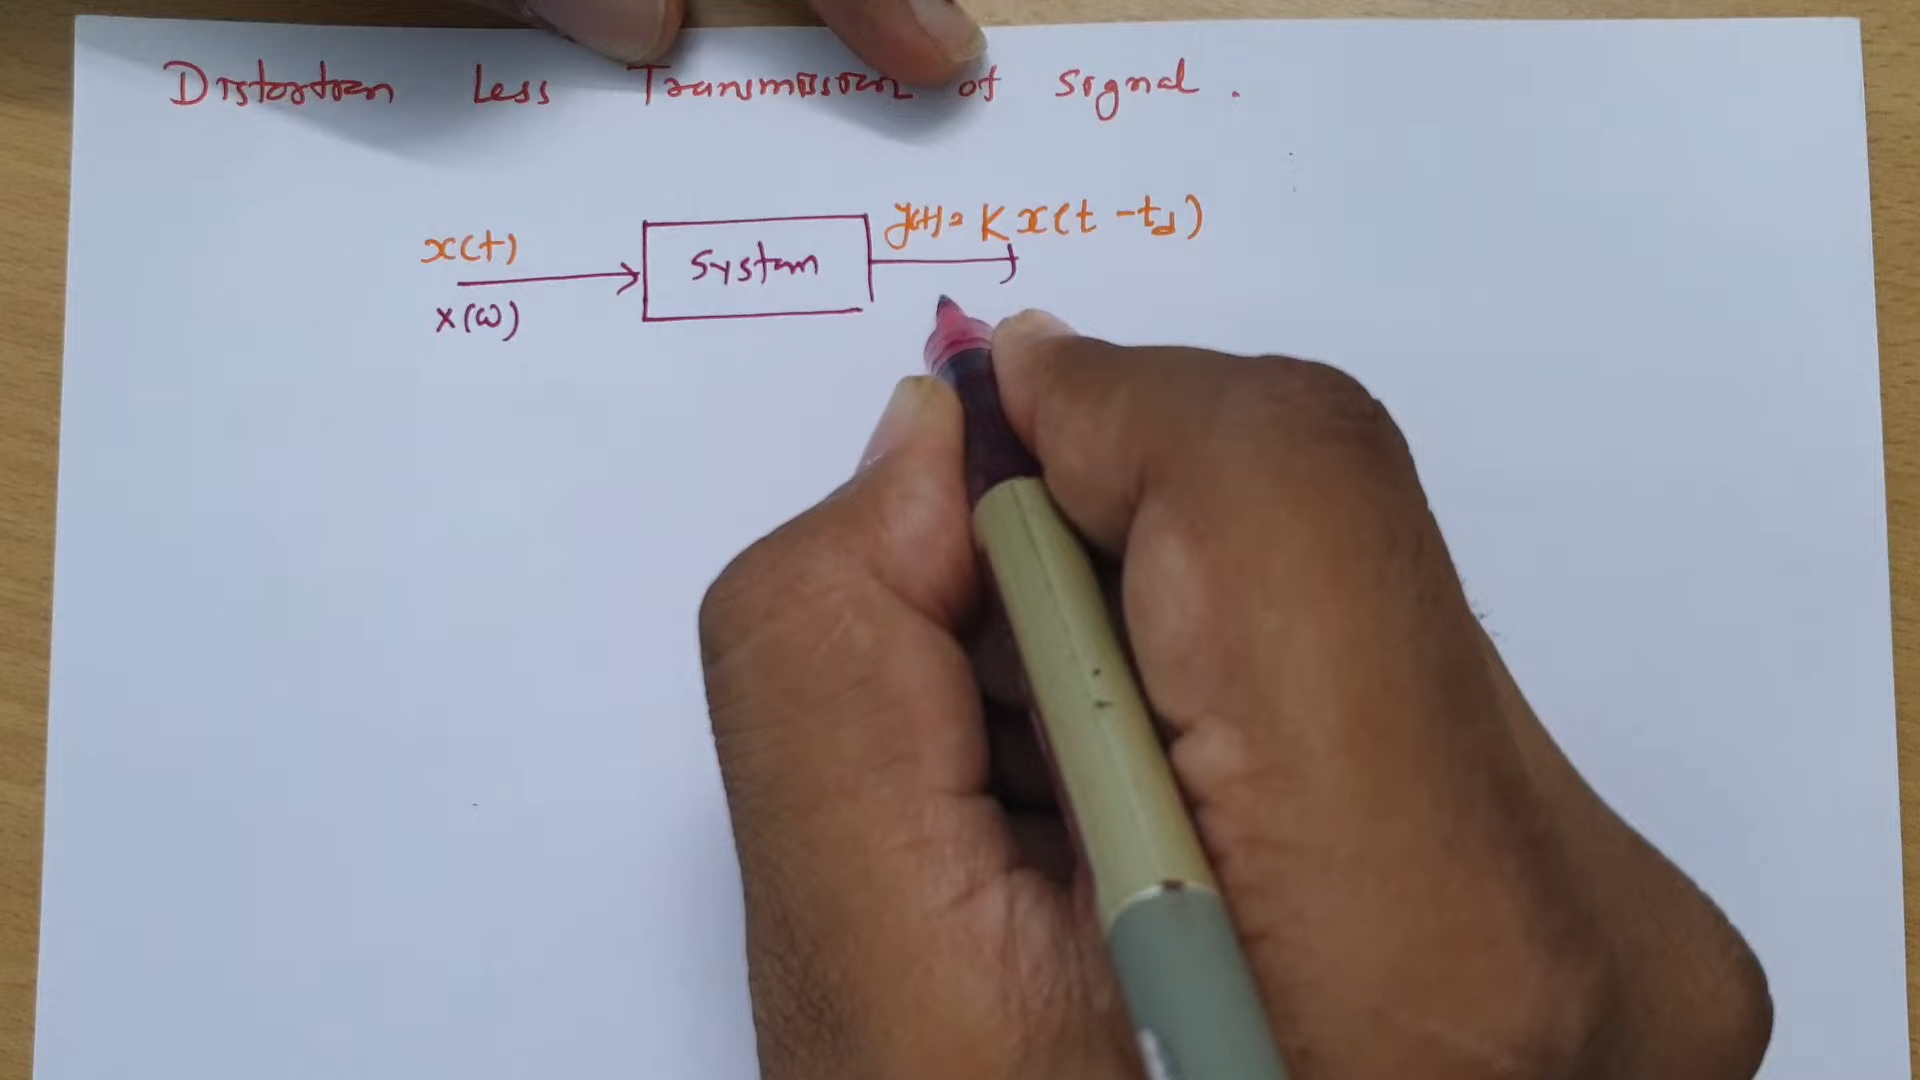 Distortion Less Transmission of signal.
y(t) = K x(t - td)
x(t)
System
X(ω)